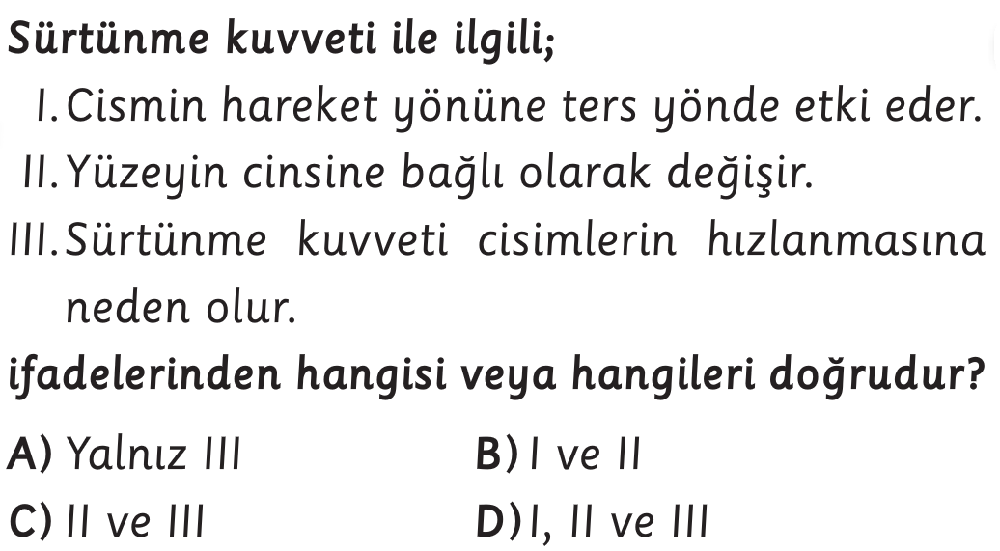 Sürtünme kuvveti ile ilgili;
I. Cismin hareket yönüne ters yönde etki eder.
II. Yüzeyin cinsine bağlı olarak değişir.
III. Sürtünme kuvveti cisimlerin hızlanmasına
neden olur.
ifadelerinden hangisi veya hangileri doğrudur?
A) Yalnız III B) I ve II
C) II ve III D) I, II ve III